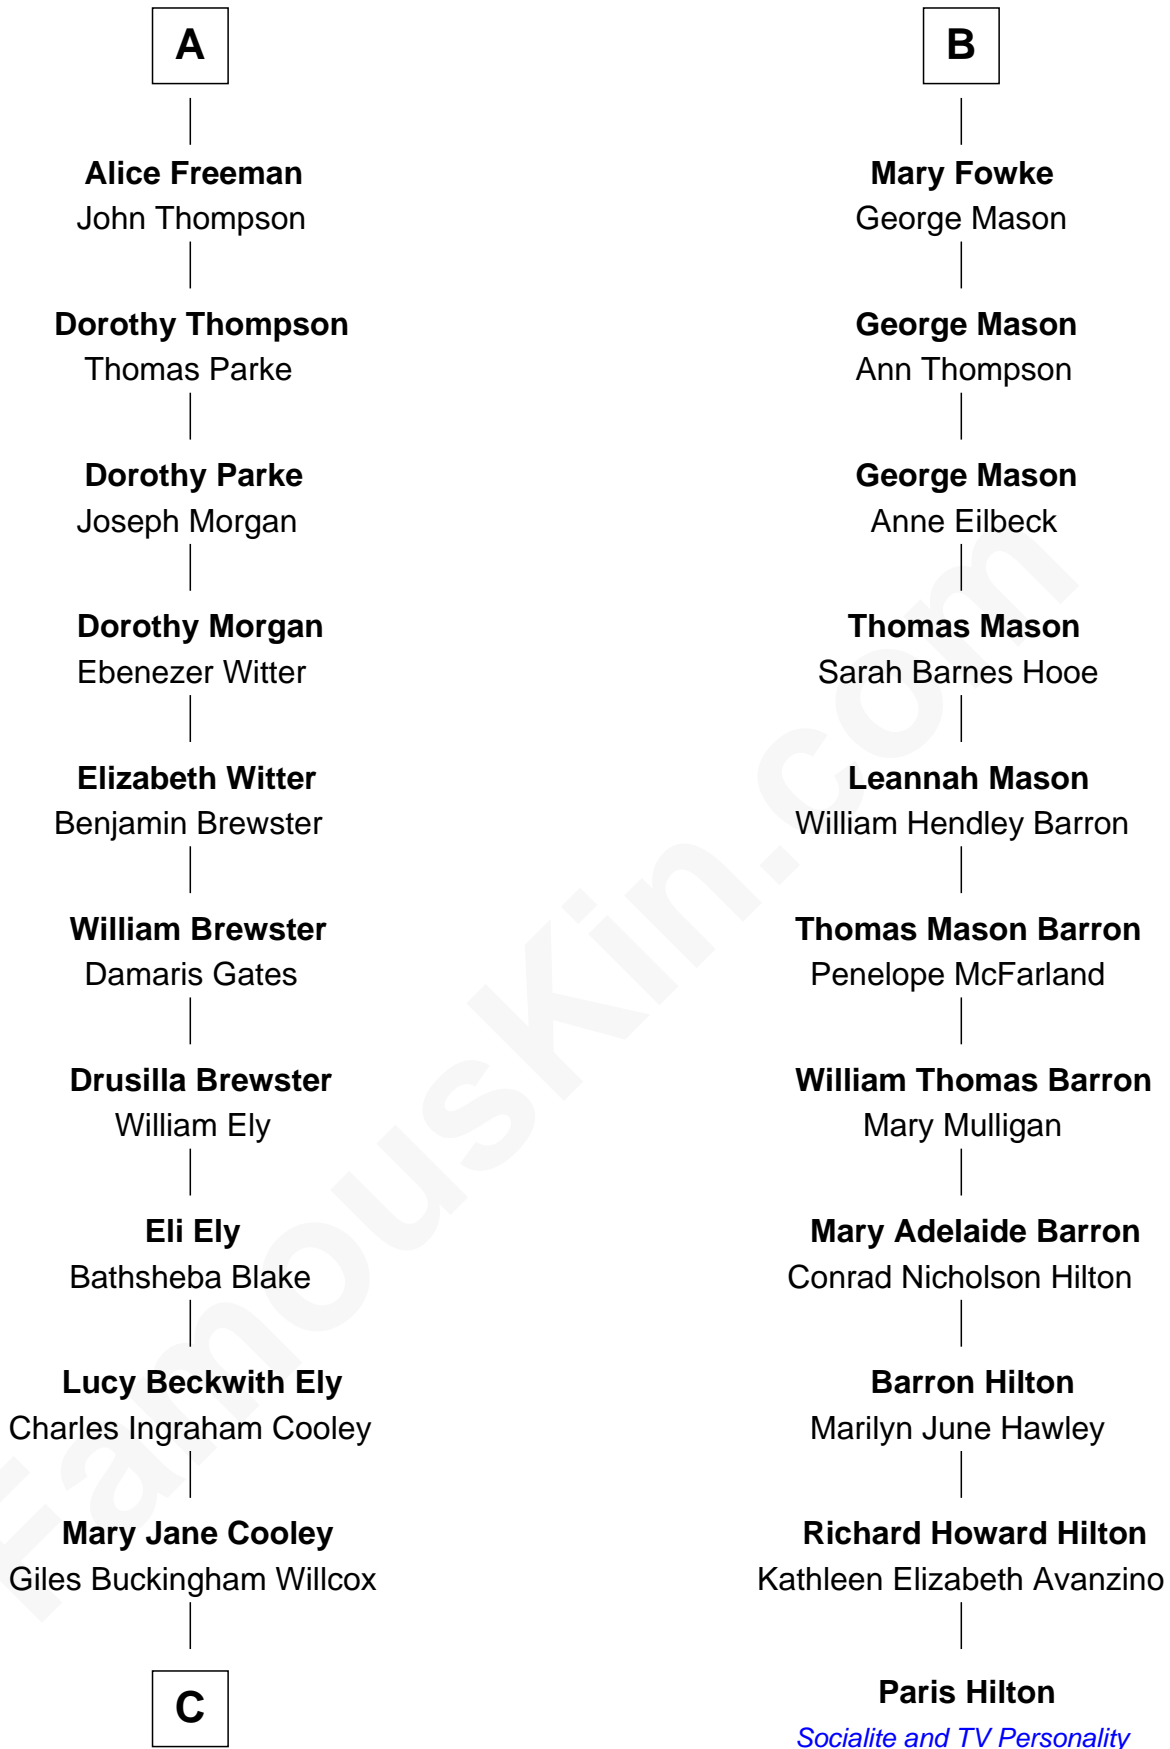 A
Alice Freeman
John Thompson
Dorothy Thompson
Thomas Parke
Dorothy Parke
Joseph Morgan
Dorothy Morgan
Ebenezer Witter
Elizabeth Witter
Benjamin Brewster
William Brewster
Damaris Gates
Drusilla Brewster
William Ely
Eli Ely
Bathsheba Blake
Lucy Beckwith Ely
Charles Ingraham Cooley
Mary Jane Cooley
Giles Buckingham Willcox
C
B
Mary Fowke
George Mason
George Mason
Ann Thompson
George Mason
Anne Eilbeck
Thomas Mason
Sarah Barnes Hooe
Leannah Mason
William Hendley Barron
Thomas Mason Barron
Penelope McFarland
William Thomas Barron
Mary Mulligan
Mary Adelaide Barron
Conrad Nicholson Hilton
Barron Hilton
Marilyn June Hawley
Richard Howard Hilton
Kathleen Elizabeth Avanzino
Paris Hilton
Socialite and TV Personality
FamousKin.com